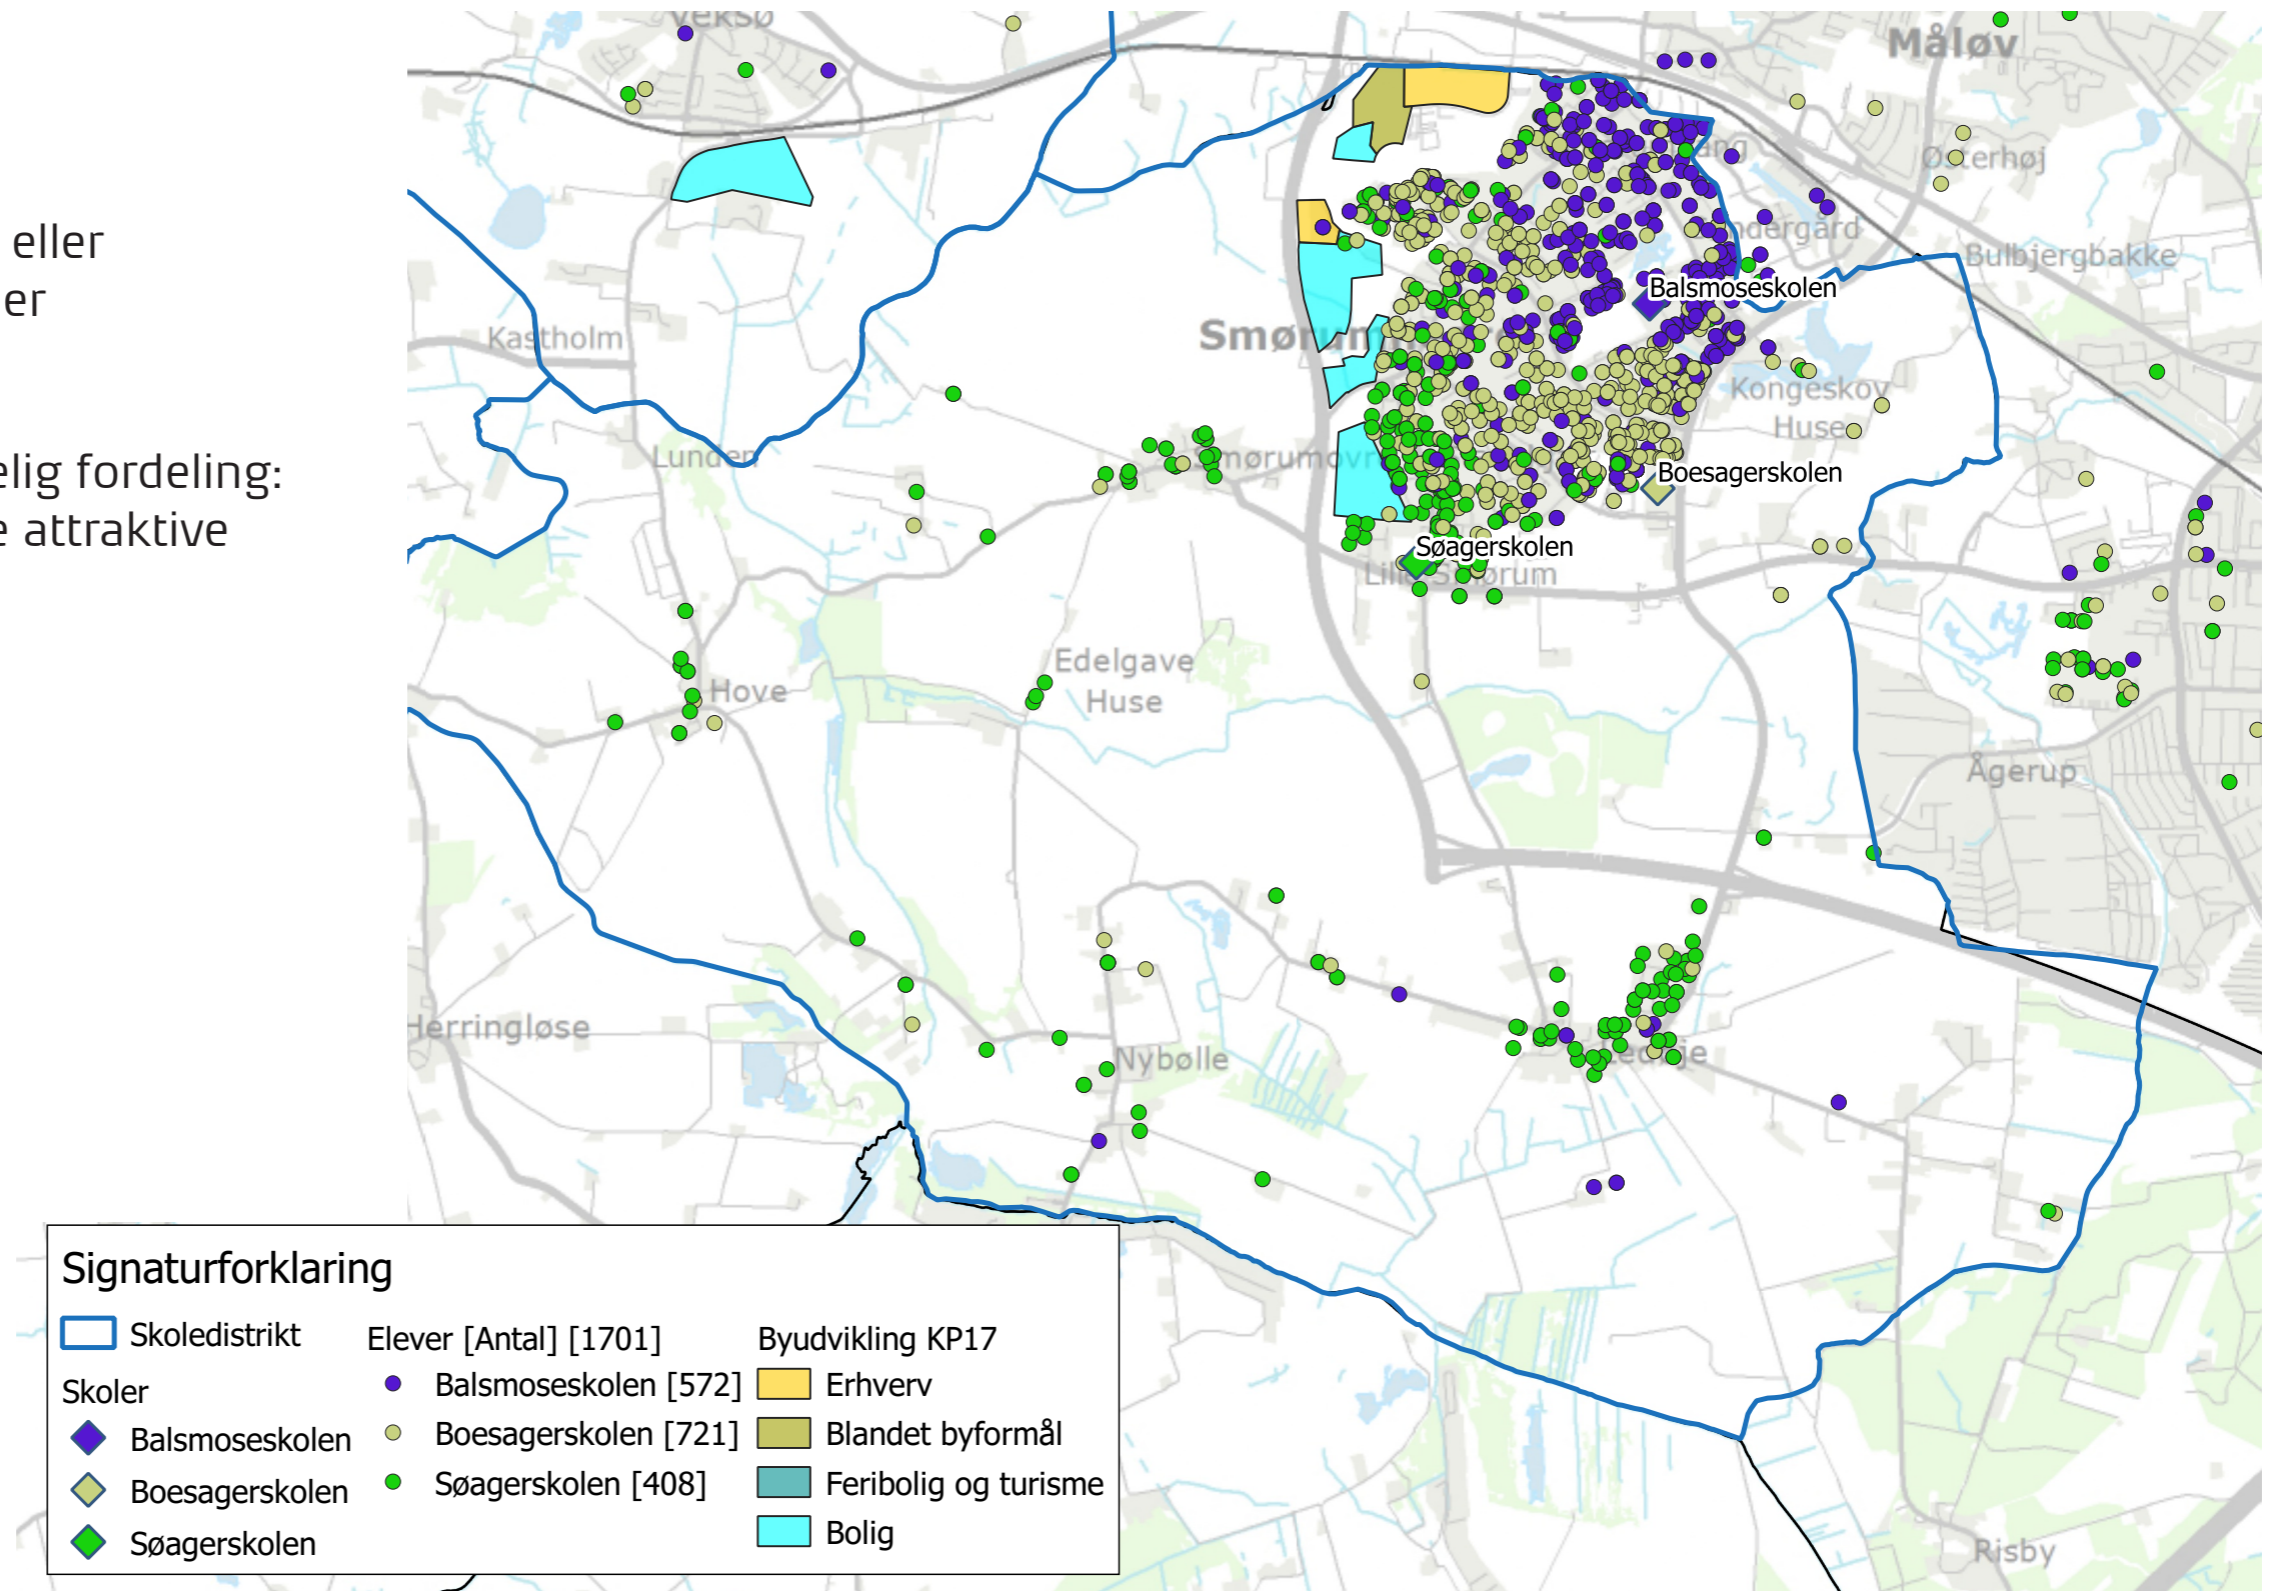 eller
er
elig fordeling:
e attraktive
Veksø
Måløv
Østerhøj
Bulbjergbakke
Kastholm
Balsmoseskolen
Kongeskov
Huse
Lunden
Boesagerskolen
Søagerskolen
Edelgave
Huse
Hove
Ågerup
Herringløse
Nybølle
Risby
Signaturforklaring
Skoledistrikt
Skoler
Balsmoseskolen
Boesagerskolen
Søagerskolen
Elever [Antal] [1701]
Balsmoseskolen [572]
Boesagerskolen [721]
Søagerskolen [408]
Byudvikling KP17
Erhverv
Blandet byformål
Feribolig og turisme
Bolig